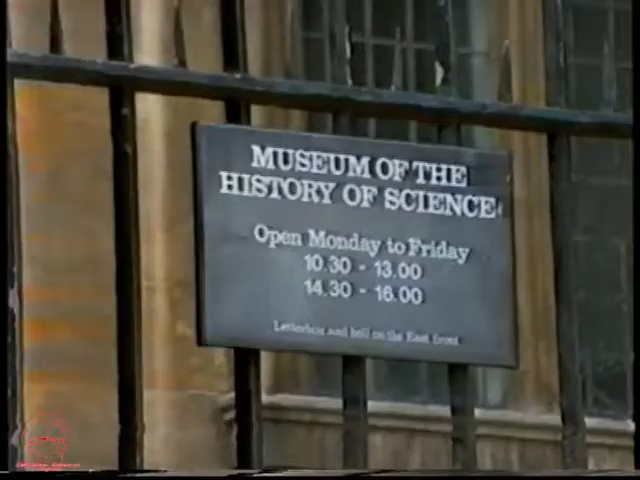 MUSEUM OF THE
HISTORY OF SCIENCE
Open Monday to Friday
10.30 - 13.00
14.30 - 16.00
Letterbox and bell on the East front